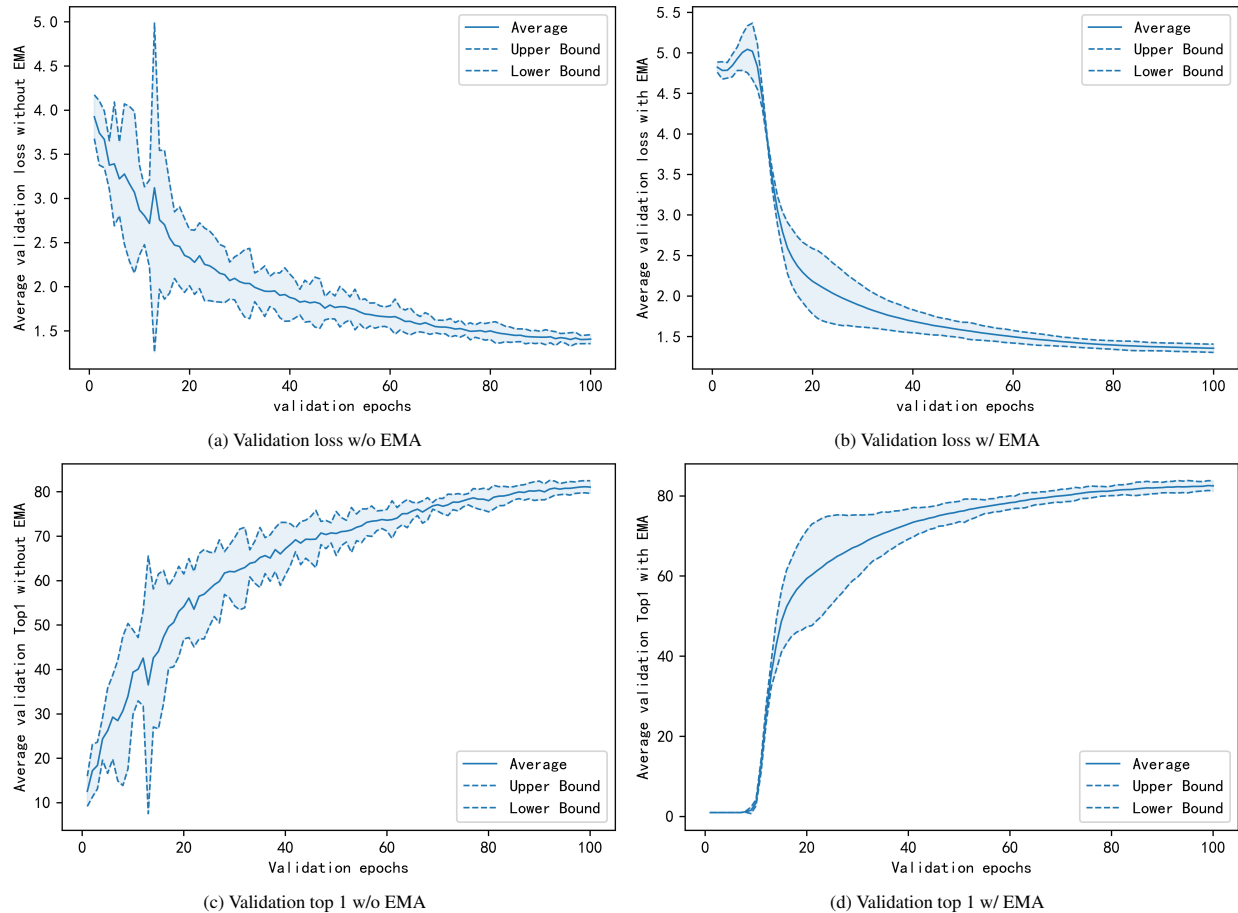 Average validation loss without EMA
5.0
4.5
4.0
3.5
3.0
2.5
2.0
1.5
0
20
40
60
80
100
validation epochs
Average
Upper Bound
Lower Bound
(a) Validation loss w/o EMA
Average validation loss with EMA
5.5
5.0
4.5
4.0
3.5
3.0
2.5
2.0
1.5
0
20
40
60
80
100
validation epochs
Average
Upper Bound
Lower Bound
(b) Validation loss w/ EMA
Average validation Top1 without EMA
80
70
60
50
40
30
20
10
0
20
40
60
80
100
Validation epochs
Average
Upper Bound
Lower Bound
(c) Validation top 1 w/o EMA
Average validation Top1 with EMA
80
60
40
20
0
0
20
40
60
80
100
Validation epochs
Average
Upper Bound
Lower Bound
(d) Validation top 1 w/ EMA